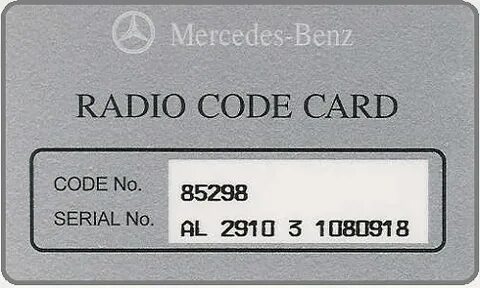 Mercedes-Benz
RADIO CODE CARD
CODE No. 85298
SERIAL No. AL 2910 3 1080918